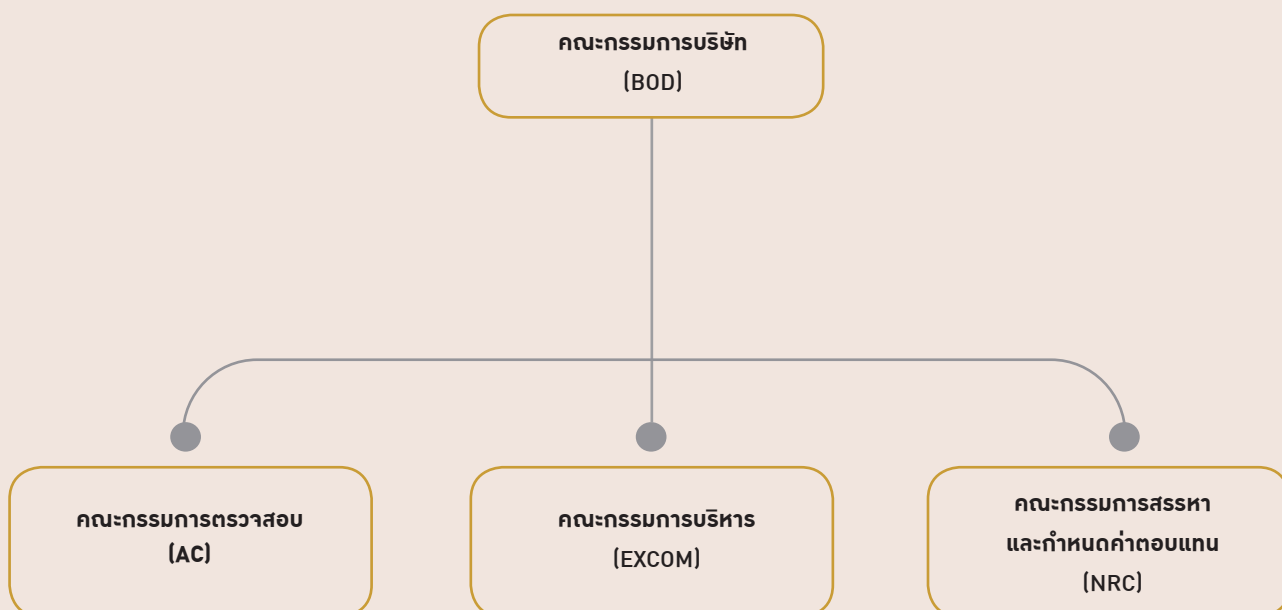 คณะกรรมการบริษัท
(BOD)
คณะกรรมการตรวจสอบ
(AC)
คณะกรรมการบริหาร
(EXCOM)
คณะกรรมการสรรหา
และกำหนดค่าตอบแทน
(NRC)